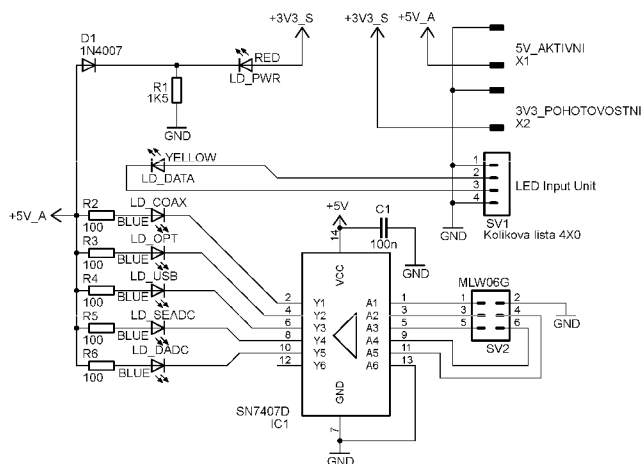 +3V3_S
+3V3_S
+5V_A
D1
1N4007
RED
LD_PWR
R1
1K5
GND
5V_AKTIVNI
X1
3V3_POHOTOVOSTNI
X2
YELLOW
LD_DATA
1
2
3
4
LED Input Unit
SV1
Kolikova lista 4X0
GND
+5V_A
R2
100
BLUE
LD_COAX
R3
100
BLUE
LD_OPT
R4
100
BLUE
LD_USB
R5
100
BLUE
LD_SEADC
R6
100
BLUE
LD_DADC
+5V
C1
100n
GND
14
VCC
2 Y1 A1 1
4 Y2 A2 3
6 Y3 A3 5
8 Y4 A4 9
10 Y5 A5 11
12 Y6 A6 13
GND
7
SN7407D
IC1
GND
MLW06G
1 2
3 4
5 6
SV2
GND